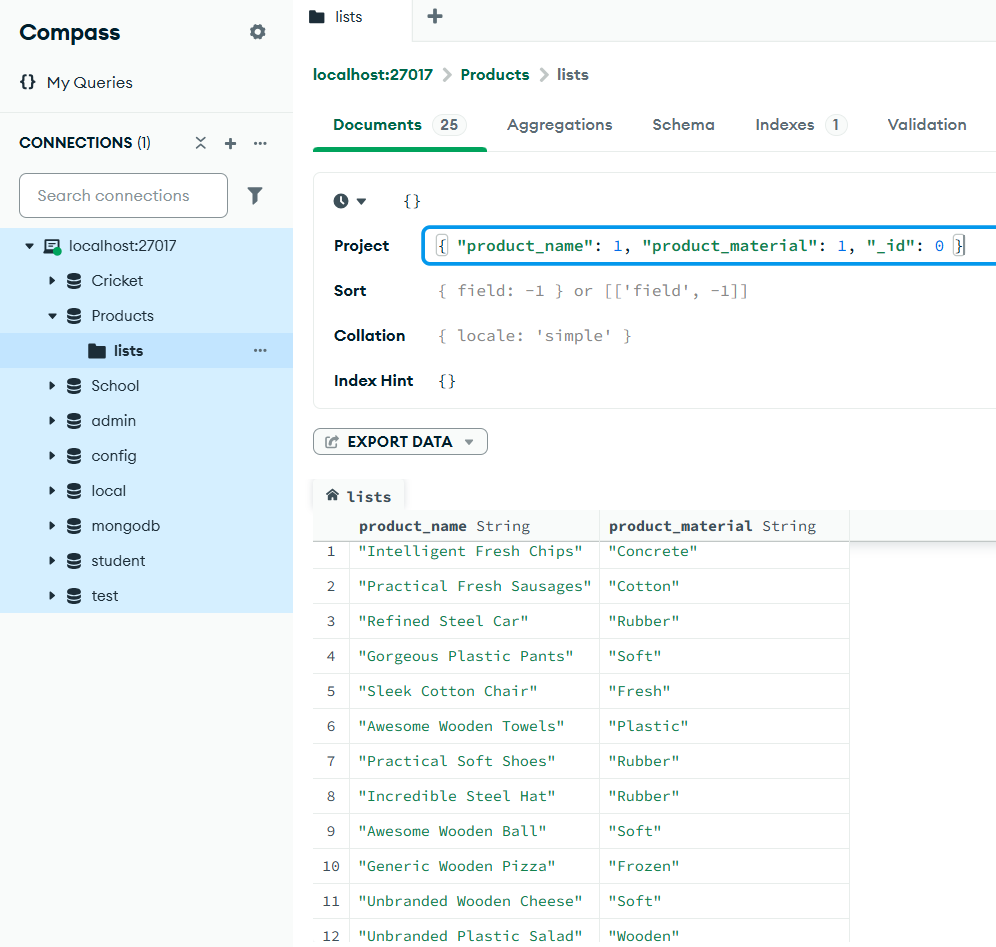 Compass
{} My Queries
CONNECTIONS (1)
Search connections
localhost:27017
Cricket
Products
lists
School
admin
config
local
mongodb
student
test
lists
localhost:27017 > Products > lists
Documents 25 Aggregations Schema Indexes 1 Validation
{}
Project { "product_name": 1, "product_material": 1, "_id": 0 }
Sort { field: -1 } or [['field', -1]]
Collation { locale: 'simple' }
Index Hint {}
EXPORT DATA
lists
product_name String product_material String
1 "Intelligent Fresh Chips" "Concrete"
2 "Practical Fresh Sausages" "Cotton"
3 "Refined Steel Car" "Rubber"
4 "Gorgeous Plastic Pants" "Soft"
5 "Sleek Cotton Chair" "Fresh"
6 "Awesome Wooden Towels" "Plastic"
7 "Practical Soft Shoes" "Rubber"
8 "Incredible Steel Hat" "Rubber"
9 "Awesome Wooden Ball" "Soft"
10 "Generic Wooden Pizza" "Frozen"
11 "Unbranded Wooden Cheese" "Soft"
12 "Unbranded Plastic Salad" "Wooden"